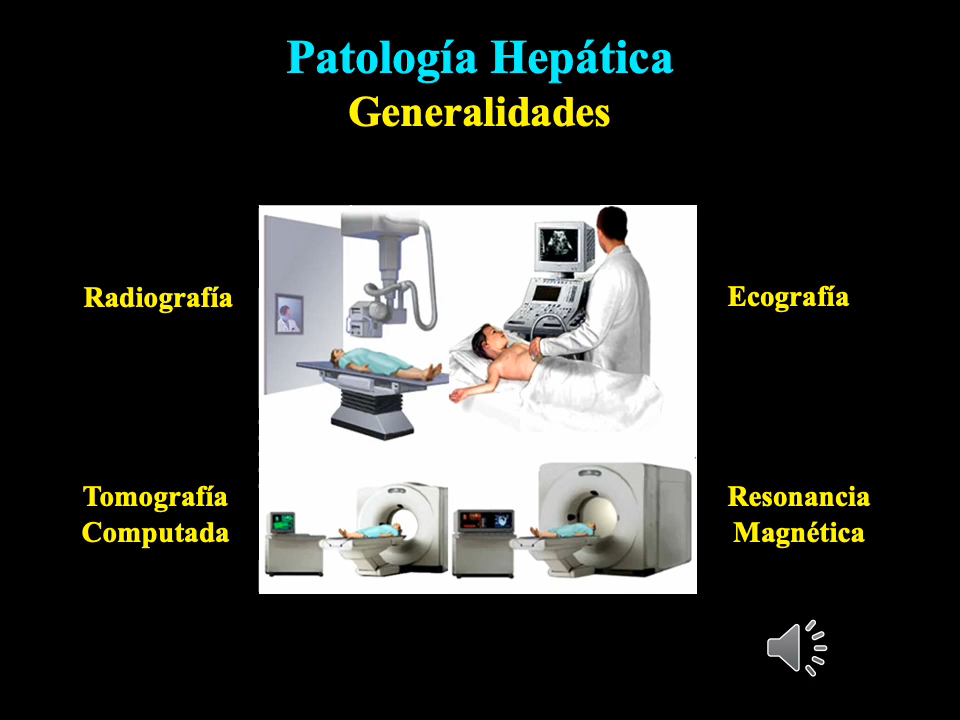 Patología Hepática
Generalidades
Radiografía
Ecografía
Tomografía
Computada
Resonancia
Magnética